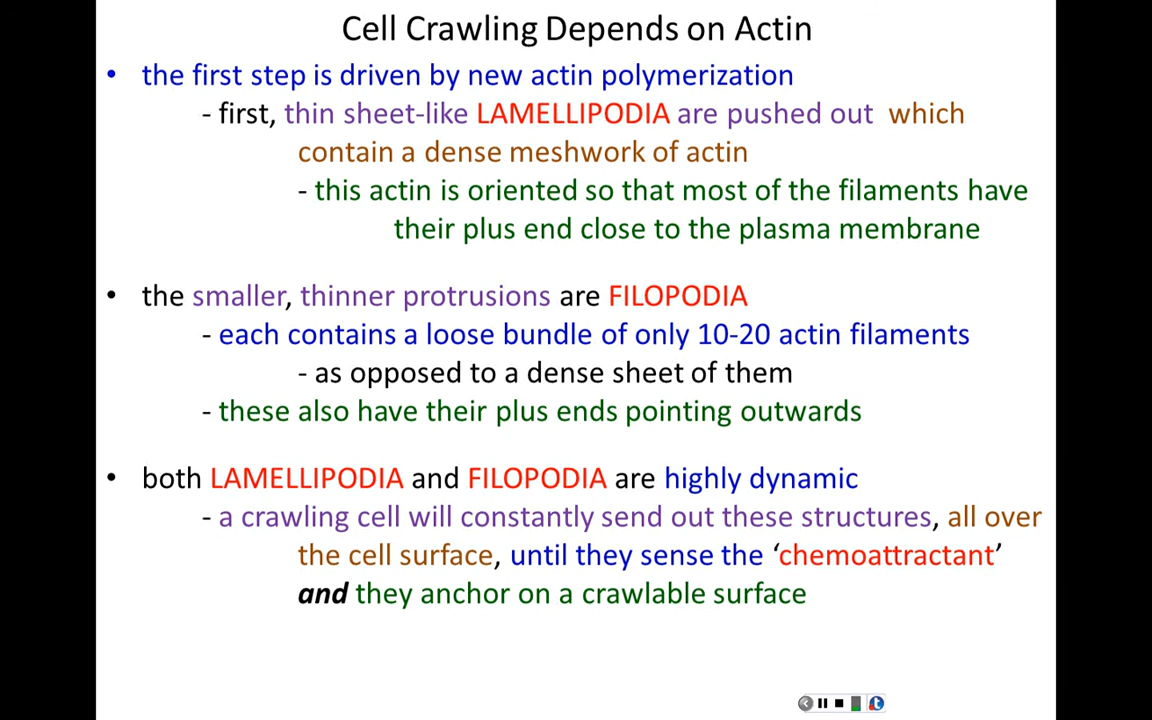 Cell Crawling Depends on Actin
• the first step is driven by new actin polymerization
- first, thin sheet-like LAMELLIPODIA are pushed out which
contain a dense meshwork of actin
- this actin is oriented so that most of the filaments have
their plus end close to the plasma membrane
• the smaller, thinner protrusions are FILOPODIA
- each contains a loose bundle of only 10-20 actin filaments
- as opposed to a dense sheet of them
- these also have their plus ends pointing outwards
• both LAMELLIPODIA and FILOPODIA are highly dynamic
- a crawling cell will constantly send out these structures, all over
the cell surface, until they sense the ‘chemoattractant’
and they anchor on a crawlable surface